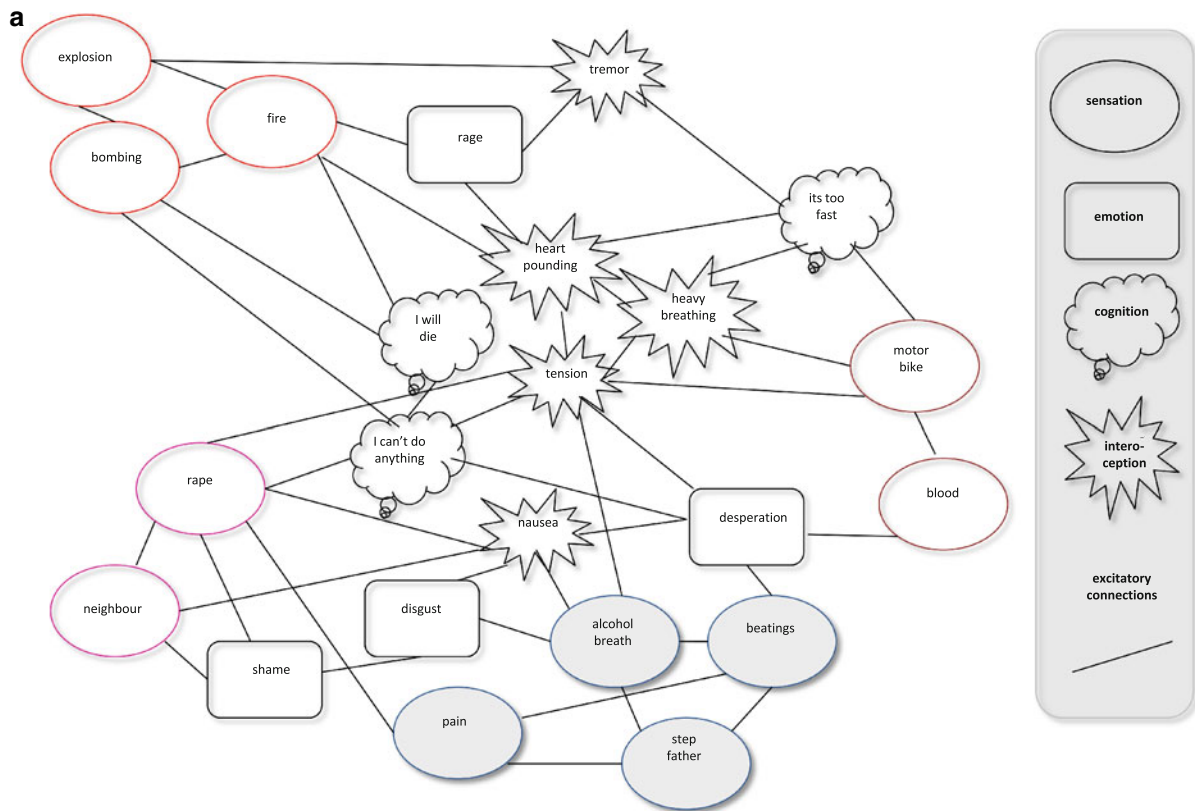 a
explosion
tremor
fire
rage
bombing
its too
fast
heart
pounding
heavy
breathing
I will
die
motor
bike
tension
I can't do
anything
rape
blood
nausea
desperation
neighbour
disgust
alcohol
breath
beatings
shame
pain
step
father
sensation
emotion
cognition
intero-
ception
excitatory
connections